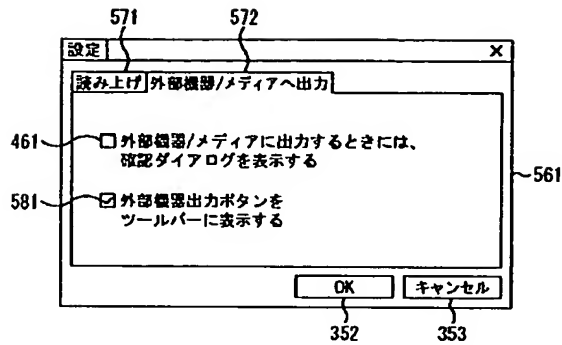 571
572
設定
×
読み上げ
外部機器/メディアへ出力
461
外部機器/メディアに出力するときには、
確認ダイアログを表示する
561
581
外部機器出力ボタンを
ツールバーに表示する
OK
キャンセル
352
353